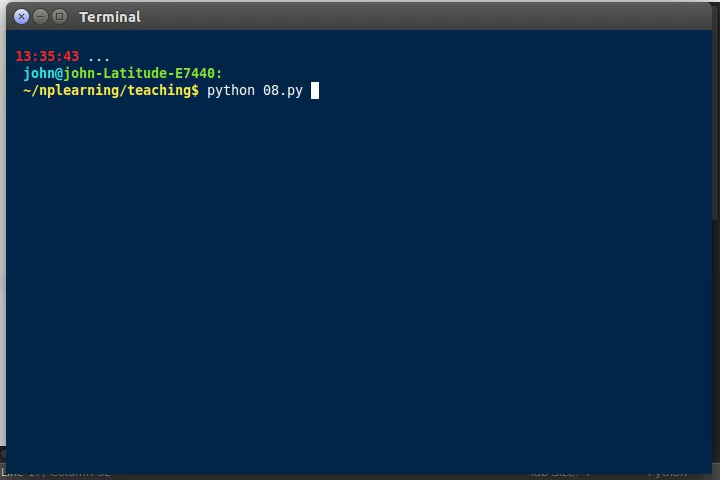 Terminal
13:35:43 ...
john@john-Latitude-E7440:
~/nplearning/teaching$ python 08.py